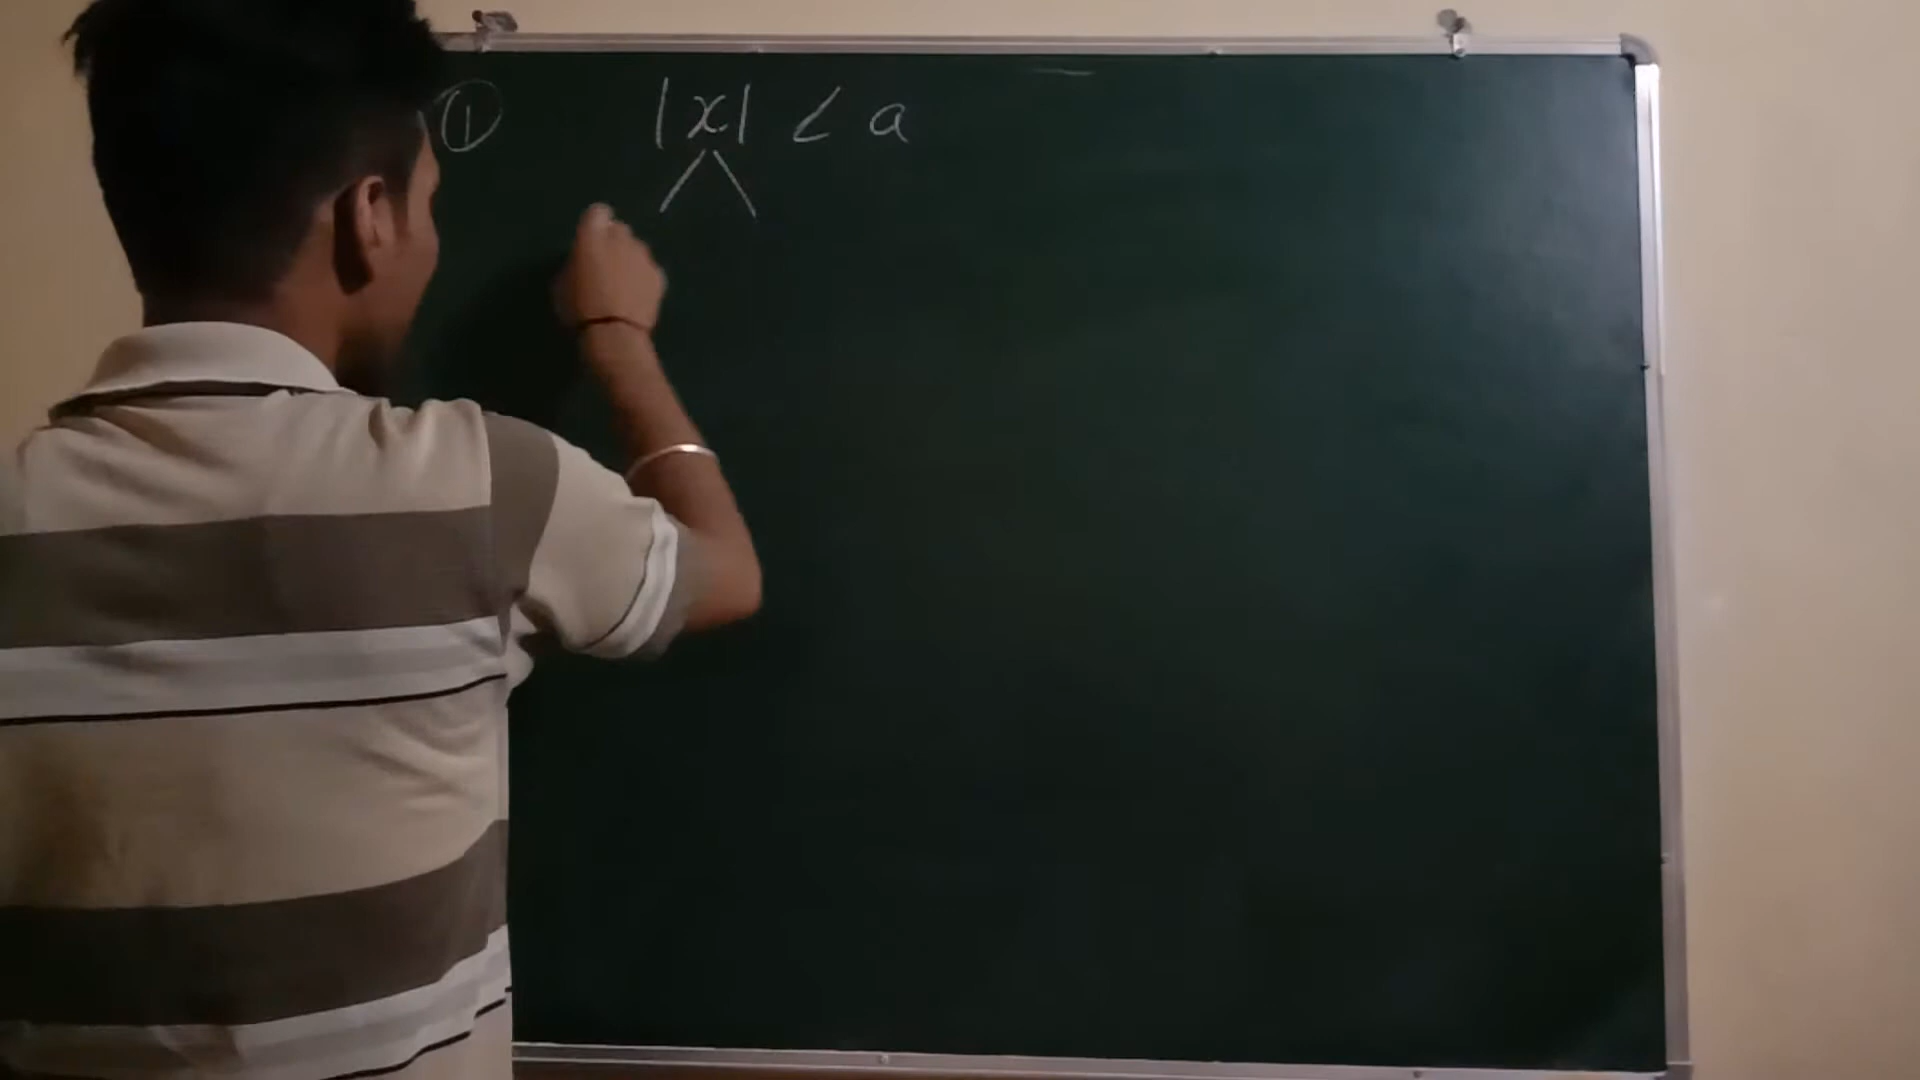 ① |x| < a